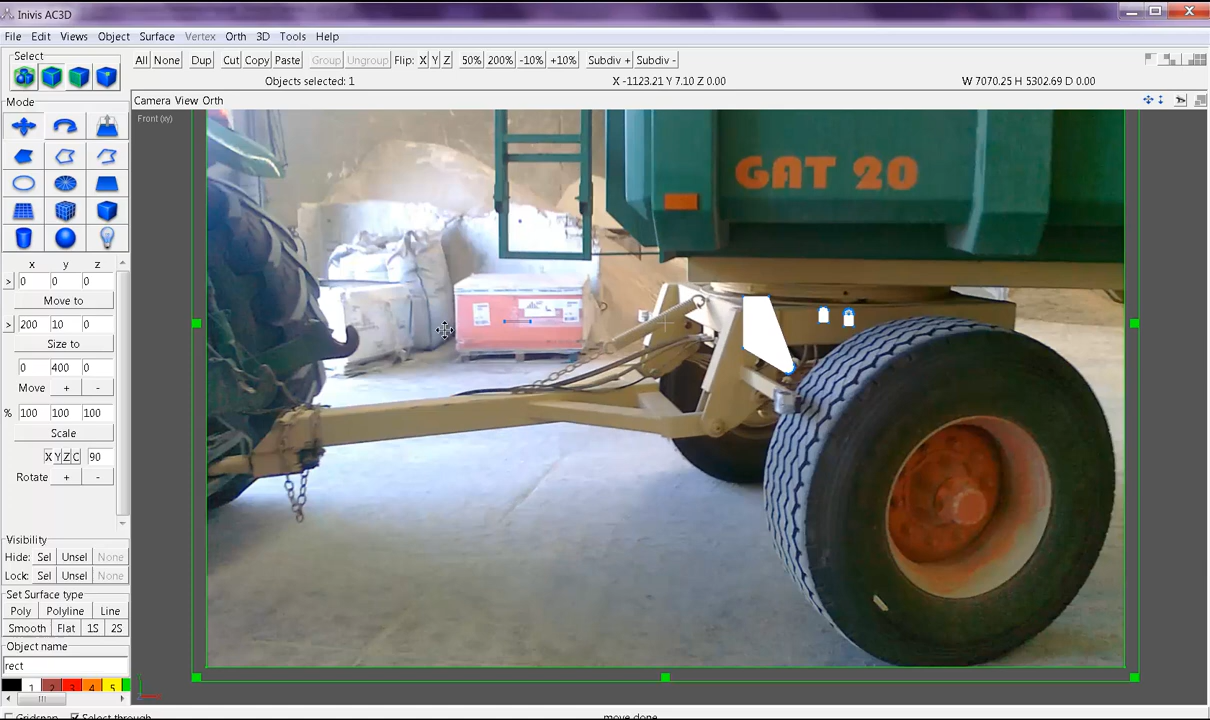 Inivis AC3D
File Edit Views Object Surface Vertex Orth 3D Tools Help
Select
All None Dup Cut Copy Paste Group Ungroup Flip: X Y Z 50% 200% -10% +10% Subdiv + Subdiv -
Objects selected: 1 X -1123.21 Y 7.10 Z 0.00 W 7070.25 H 5302.69 D 0.00
Mode
Camera View Orth
Front (xy)
GAT 20
x y z
> 0 0 0
Move to
> 200 10 0
Size to
0 400 0
Move + -
% 100 100 100
Scale
X Y Z C 90
Rotate + -
Visibility
Hide: Sel Unsel None
Lock: Sel Unsel None
Set Surface type
Poly Polyline Line
Smooth Flat 1S 2S
Object name
rect
1 2 3 4 5
Gridsnap Select through move done